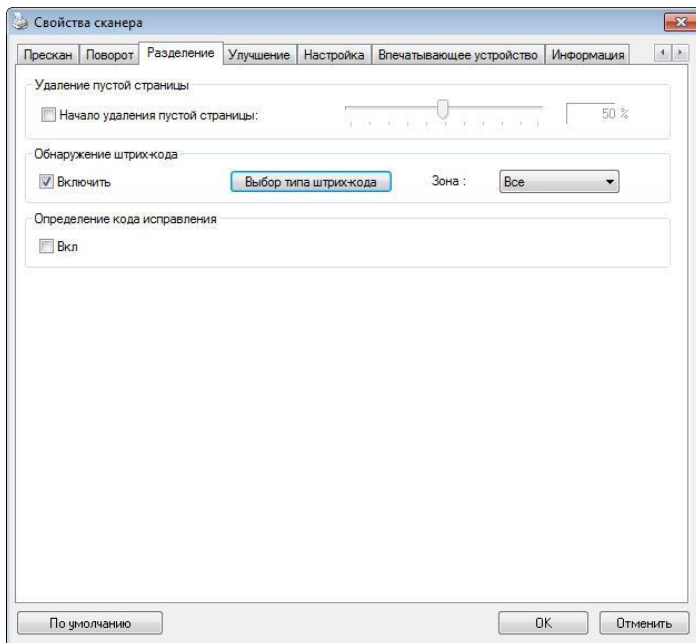 Свойства сканера
Прескан Поворот Разделение Улучшение Настройка Впечатывающее устройство Информация
Удаление пустой страницы
Начало удаления пустой страницы: 50 %
Обнаружение штрих-кода
Включить Выбор типа штрих-кода Зона : Все
Определение кода исправления
Вкл
По умолчанию OK Отменить